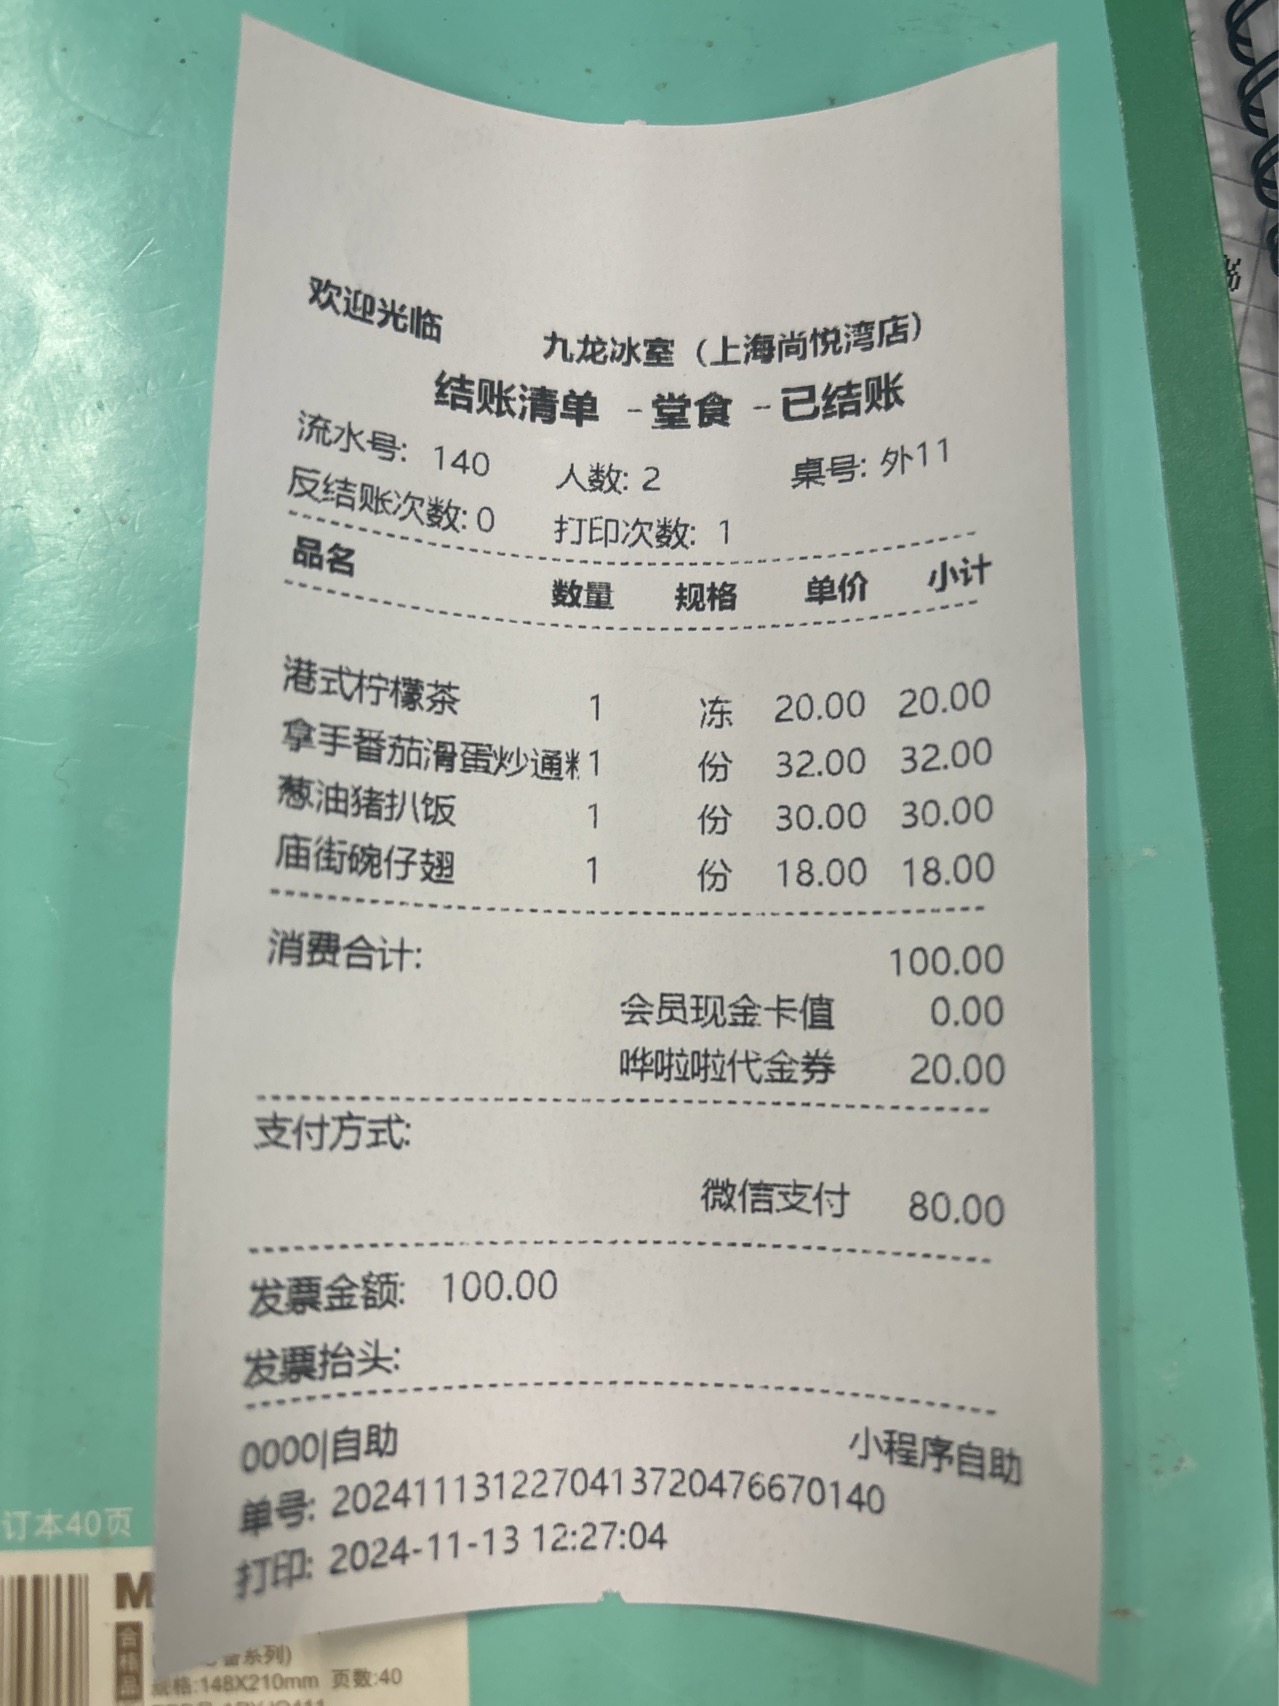 欢迎光临
九龙冰室（上海尚悦湾店）
结账清单 -堂食 -已结账
流水号: 140 人数: 2 桌号: 外11
反结账次数: 0 打印次数: 1
品名 数量 规格 单价 小计
港式柠檬茶 1 冻 20.00 20.00
拿手番茄滑蛋炒通粉 1 份 32.00 32.00
葱油猪扒饭 1 份 30.00 30.00
庙街碗仔翅 1 份 18.00 18.00
消费合计: 100.00
会员现金卡值 0.00
哗啦啦代金券 20.00
支付方式:
微信支付 80.00
发票金额: 100.00
发票抬头:
0000|自助 小程序自助
单号: 2024111312270413720476670140
打印: 2024-11-13 12:27:04
订本40页
M
合格品
系列)
规格:148X210mm 页数:40